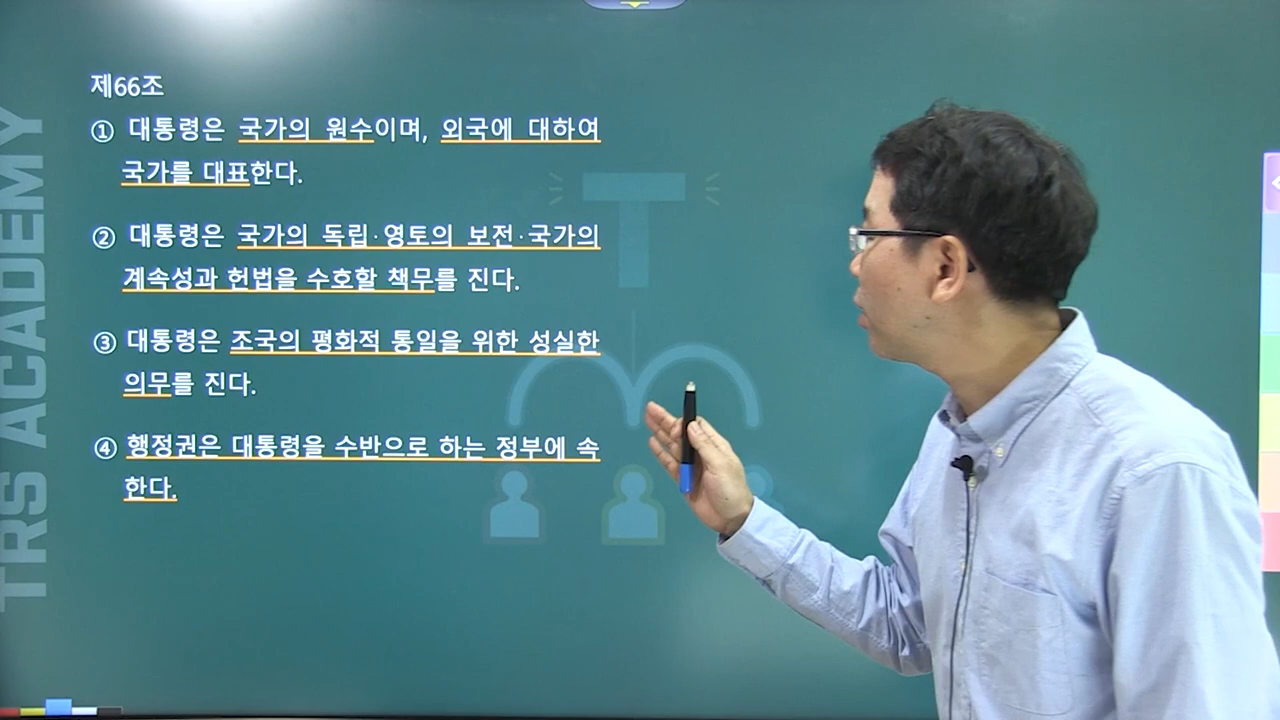 제66조
① 대통령은 국가의 원수이며, 외국에 대하여
국가를 대표한다.
② 대통령은 국가의 독립·영토의 보전·국가의
계속성과 헌법을 수호할 책무를 진다.
③ 대통령은 조국의 평화적 통일을 위한 성실한
의무를 진다.
④ 행정권은 대통령을 수반으로 하는 정부에 속
한다.
TRS ACADEMY